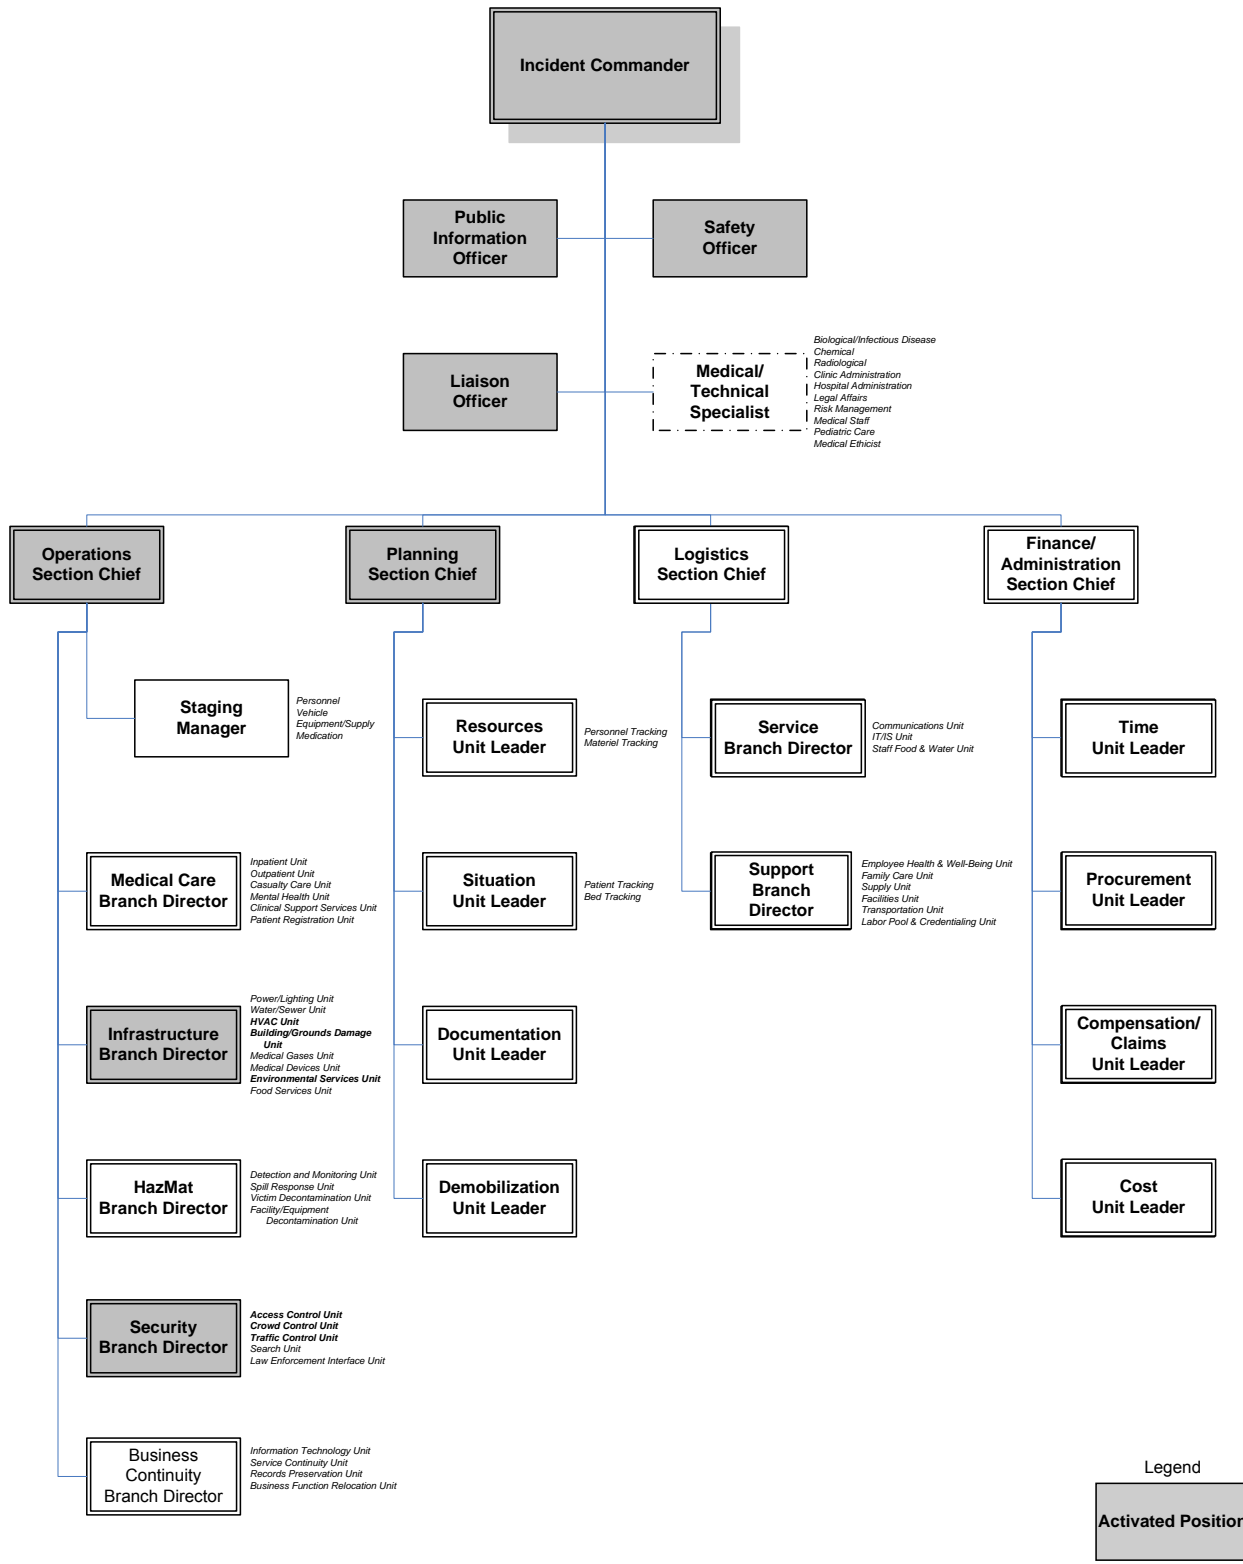 Incident Commander
Public
Information
Officer
Safety
Officer
Liaison
Officer
Medical/
Technical
Specialist
Biological/Infectious Disease
Chemical
Radiological
Clinic Administration
Hospital Administration
Legal Affairs
Risk Management
Medical Staff
Pediatric Care
Medical Ethicist
Operations
Section Chief
Planning
Section Chief
Logistics
Section Chief
Finance/
Administration
Section Chief
Staging
Manager
Personnel
Vehicle
Equipment/Supply
Medication
Resources
Unit Leader
Personnel Tracking
Materiel Tracking
Service
Branch Director
Communications Unit
IT/IS Unit
Staff Food & Water Unit
Time
Unit Leader
Medical Care
Branch Director
Inpatient Unit
Outpatient Unit
Casualty Care Unit
Mental Health Unit
Clinical Support Services Unit
Patient Registration Unit
Situation
Unit Leader
Patient Tracking
Bed Tracking
Support
Branch
Director
Employee Health & Well-Being Unit
Family Care Unit
Supply Unit
Facilities Unit
Transportation Unit
Labor Pool & Credentialing Unit
Procurement
Unit Leader
Infrastructure
Branch Director
Power/Lighting Unit
Water/Sewer Unit
HVAC Unit
Building/Grounds Damage
Unit
Medical Gases Unit
Medical Devices Unit
Environmental Services Unit
Food Services Unit
Documentation
Unit Leader
Compensation/
Claims
Unit Leader
HazMat
Branch Director
Detection and Monitoring Unit
Spill Response Unit
Victim Decontamination Unit
Facility/Equipment
Decontamination Unit
Demobilization
Unit Leader
Cost
Unit Leader
Security
Branch Director
Access Control Unit
Crowd Control Unit
Traffic Control Unit
Search Unit
Law Enforcement Interface Unit
Business
Continuity
Branch Director
Information Technology Unit
Service Continuity Unit
Records Preservation Unit
Business Function Relocation Unit
Legend
Activated Position